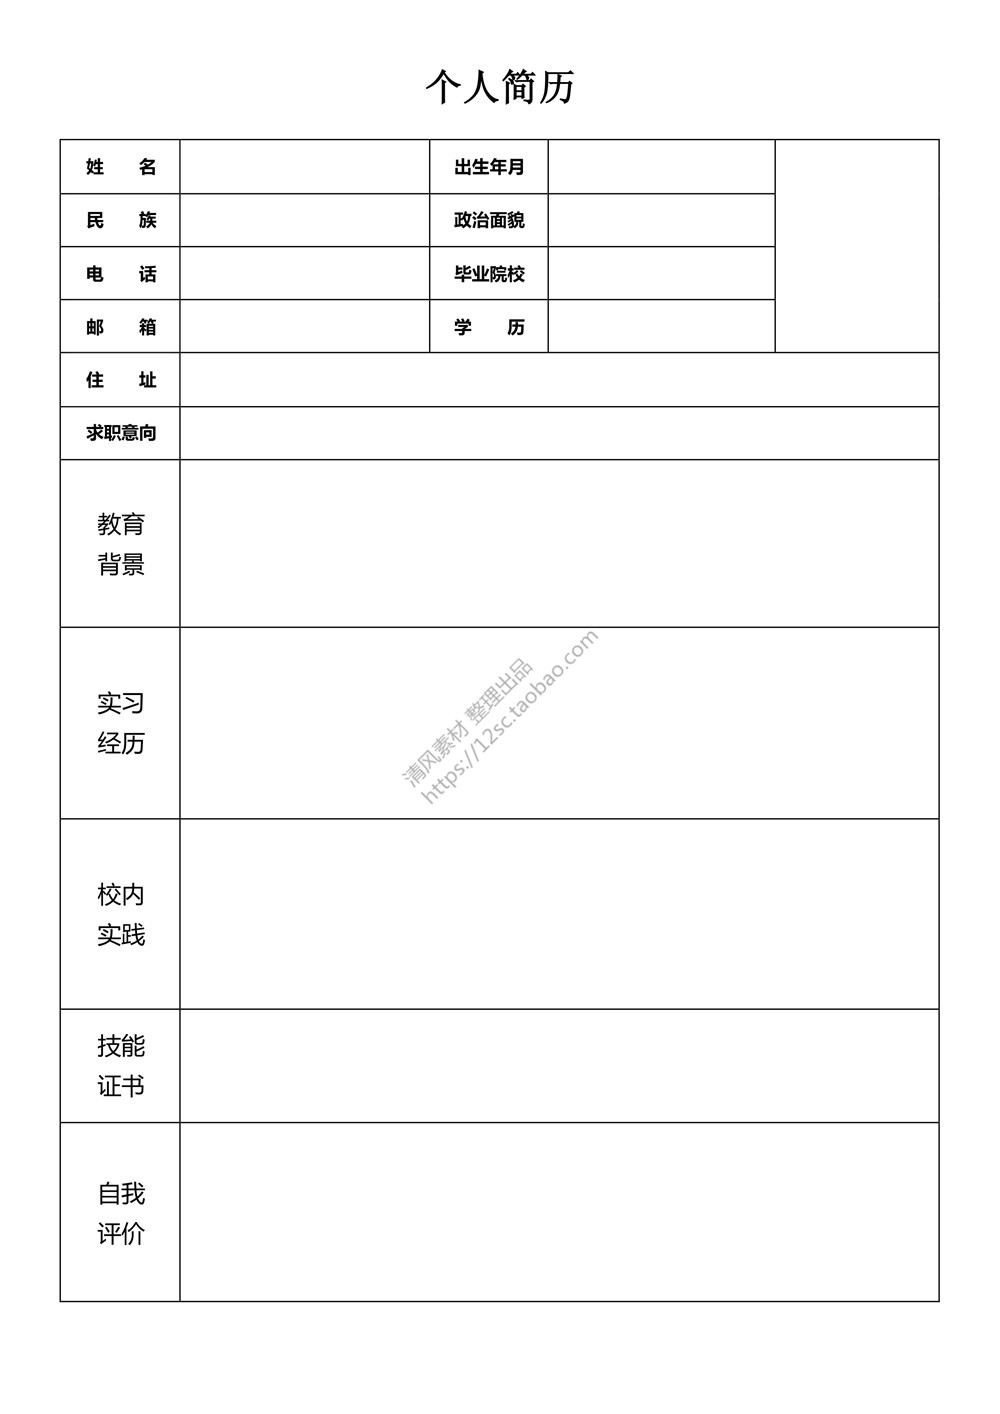 个人简历
姓 名 出生年月
民 族 政治面貌
电 话 毕业院校
邮 箱 学 历
住 址
求职意向
教育
背景
实习
经历
清风素材 整理出品
https://12sc.taobao.com
校内
实践
技能
证书
自我
评价